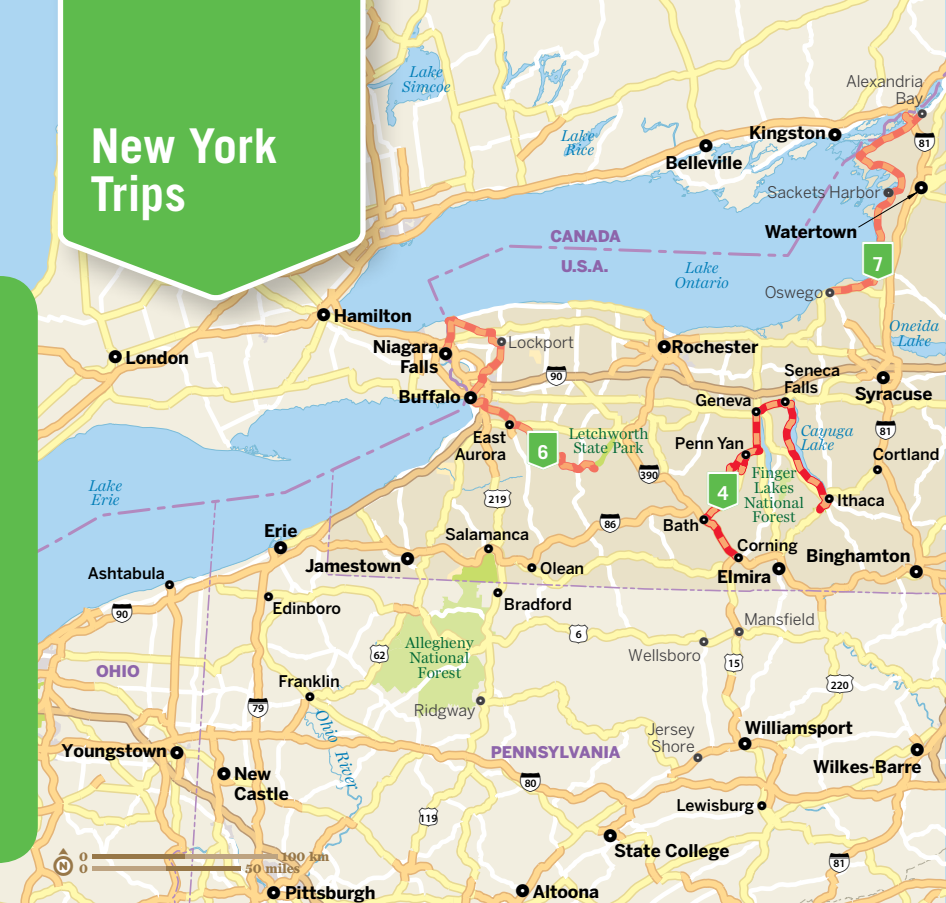 New York
Trips
Lake
Simcoe
Lake
Rice
Alexandria
Bay
Kingston
Belleville
81
Sackets Harbor
Watertown
CANADA
U.S.A.
Lake
Ontario
7
Oswego
Oneida
Lake
Hamilton
London
Niagara
Falls
Lockport
Rochester
90
Seneca
Falls
Syracuse
Buffalo
Geneva
East
Aurora
6
Letchworth
State Park
Penn Yan
Cayuga
Lake
81
Cortland
390
4
Finger
Lakes
National
Forest
Ithaca
Lake
Erie
219
86
Bath
Erie
Salamanca
Corning
Binghamton
Jamestown
Olean
Elmira
Ashtabula
90
Edinboro
Bradford
Mansfield
6
Allegheny
National
Forest
62
Wellsboro
15
OHIO
220
Franklin
79
Ridgway
Ohio River
Jersey
Shore
Williamsport
Youngstown
PENNSYLVANIA
Wilkes-Barre
New
Castle
80
Lewisburg
119
State College
81
N
0
100 km
0
50 miles
Pittsburgh
Altoona